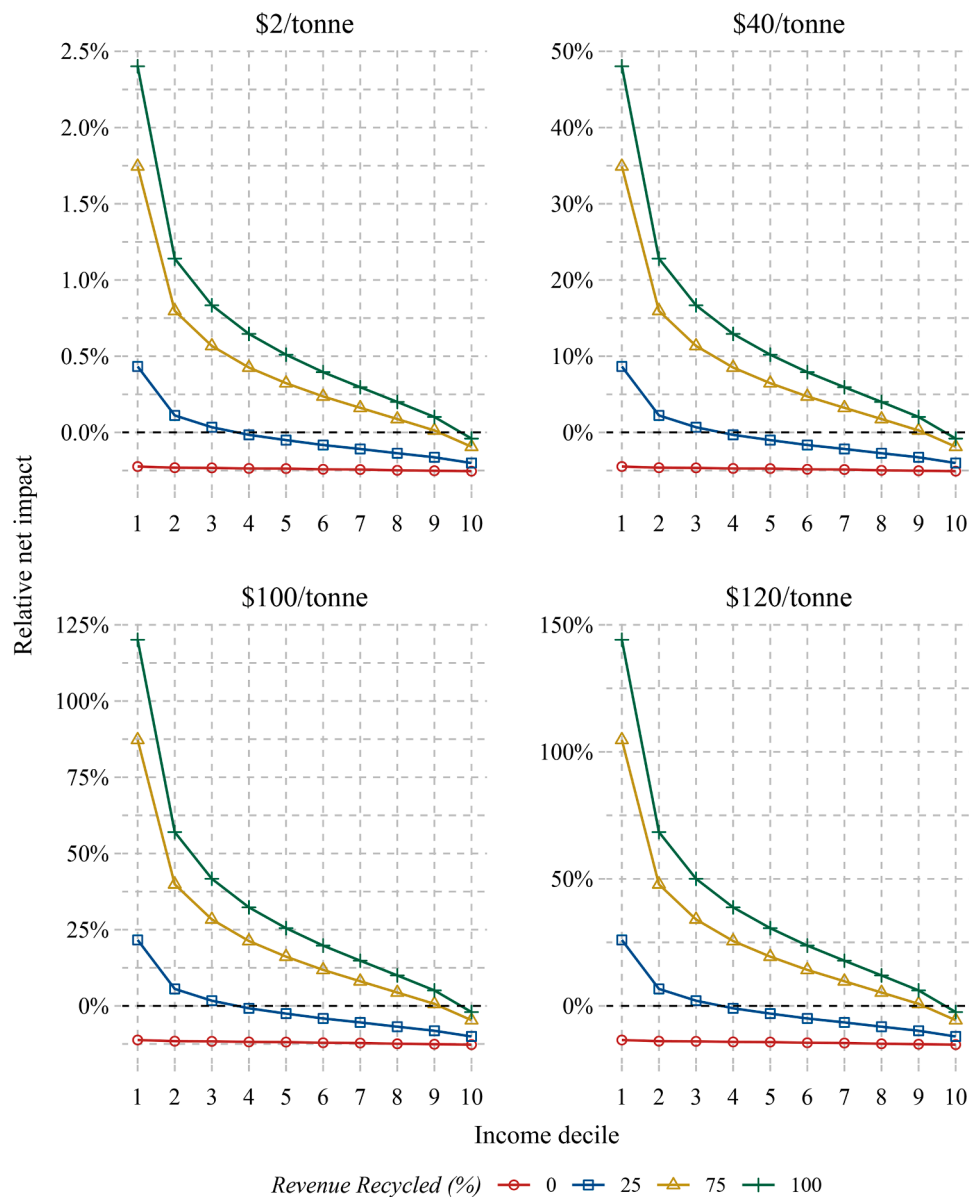 $2/tonne
2.5%
2.0%
1.5%
1.0%
0.5%
0.0%
1 2 3 4 5 6 7 8 9 10
$40/tonne
50%
40%
30%
20%
10%
0%
1 2 3 4 5 6 7 8 9 10
Relative net impact
$100/tonne
125%
100%
75%
50%
25%
0%
1 2 3 4 5 6 7 8 9 10
$120/tonne
150%
100%
50%
0%
1 2 3 4 5 6 7 8 9 10
Income decile
Revenue Recycled (%) 0 25 75 100